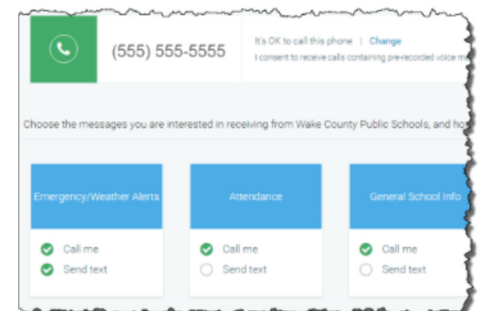 (555) 555-5555
It's OK to call this phone | Change
I consent to receive calls containing pre-recorded voice
Choose the messages you are interested in receiving from Wake County Public Schools, and
Emergency/Weather Alerts
Attendance
General School Info
Call me
Send text
Call me
Send text
Call me
Send text